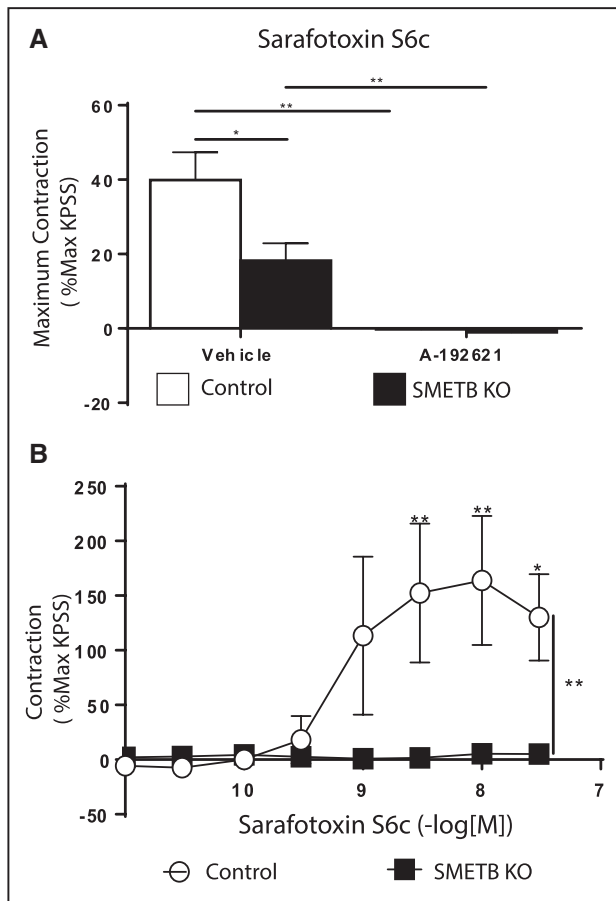 A
Sarafotoxin S6c
**
**
*
60
40
20
0
-20
Maximum Contraction
( %Max KPSS)
Vehicle
A-192621
Control
SMETB KO
B
250
200
150
100
50
0
-50
Contraction
( %Max KPSS)
**
**
*
**
10
9
8
7
Sarafotoxin S6c (-log[M])
Control
SMETB KO